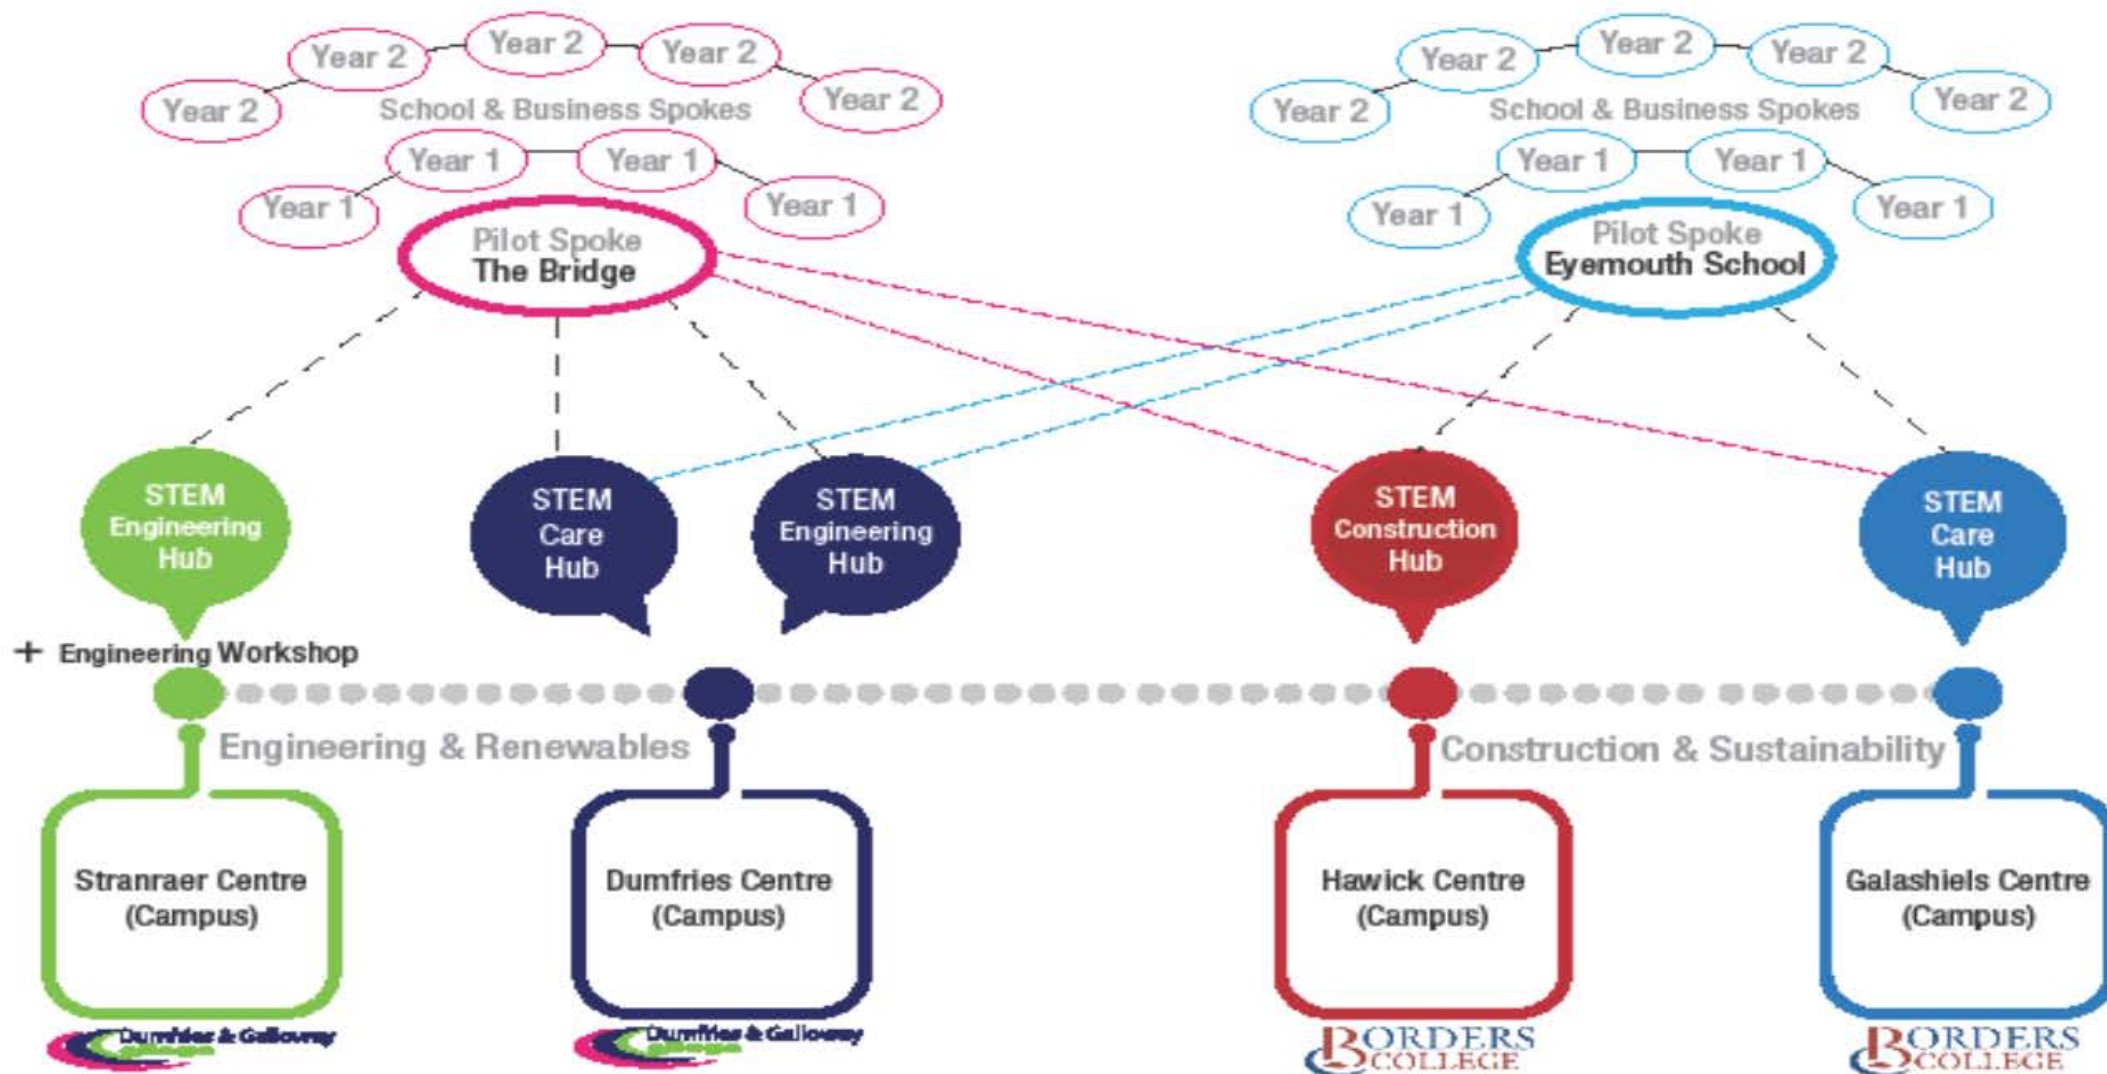 Year 2
Year 2
Year 2
Year 2
Year 2
School & Business Spokes
Year 1
Year 1
Year 1
Year 1
Pilot Spoke
The Bridge
Year 2
Year 2
Year 2
Year 2
Year 2
School & Business Spokes
Year 1
Year 1
Year 1
Year 1
Pilot Spoke
Eyemouth School
STEM
Engineering
Hub
STEM
Care
Hub
STEM
Engineering
Hub
STEM
Construction
Hub
STEM
Care
Hub
+ Engineering Workshop
Engineering & Renewables
Construction & Sustainability
Stranraer Centre
(Campus)
Dumfries Centre
(Campus)
Hawick Centre
(Campus)
Galashiels Centre
(Campus)
Dumfries & Galloway
Dumfries & Galloway
BORDERS
COLLEGE
BORDERS
COLLEGE